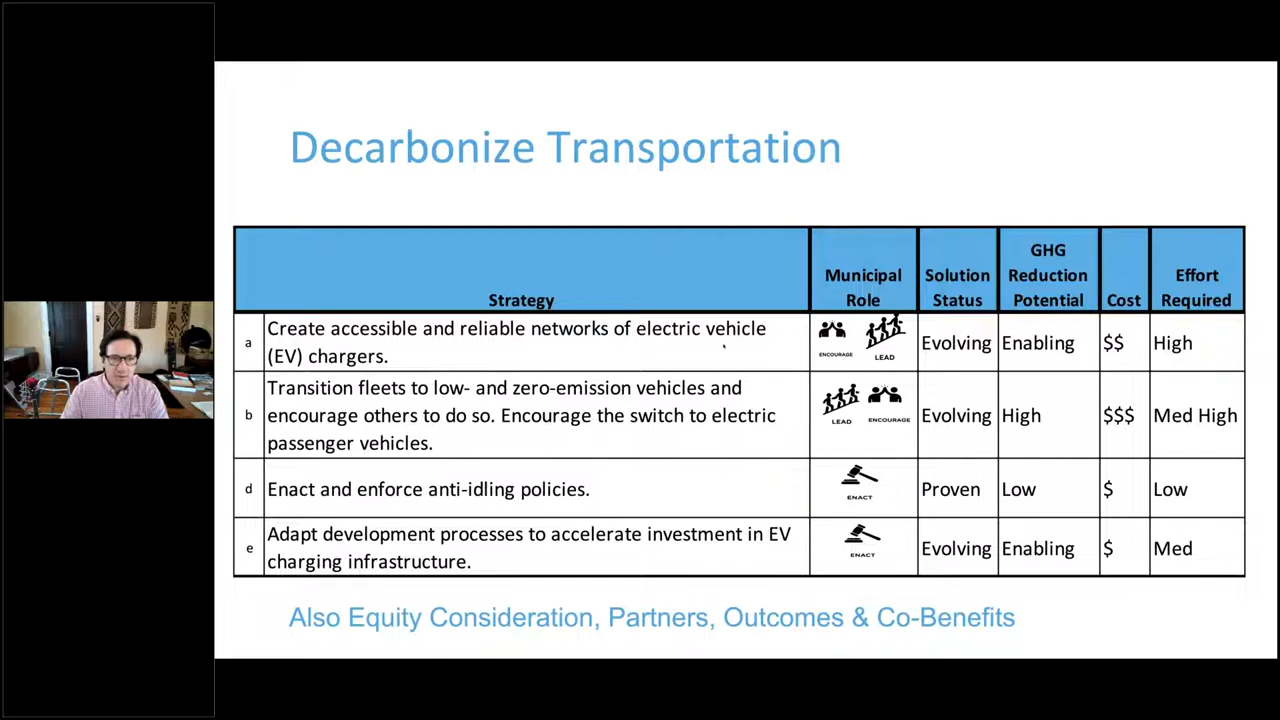 Decarbonize Transportation
Strategy
Municipal
Role
Solution
Status
GHG
Reduction
Potential
Cost
Effort
Required
a
Create accessible and reliable networks of electric vehicle
(EV) chargers.
ENCOURAGE
LEAD
Evolving
Enabling
$$
High
b
Transition fleets to low- and zero-emission vehicles and
encourage others to do so. Encourage the switch to electric
passenger vehicles.
LEAD
ENCOURAGE
Evolving
High
$$$
Med High
d
Enact and enforce anti-idling policies.
ENACT
Proven
Low
$
Low
e
Adapt development processes to accelerate investment in EV
charging infrastructure.
ENACT
Evolving
Enabling
$
Med
Also Equity Consideration, Partners, Outcomes & Co-Benefits